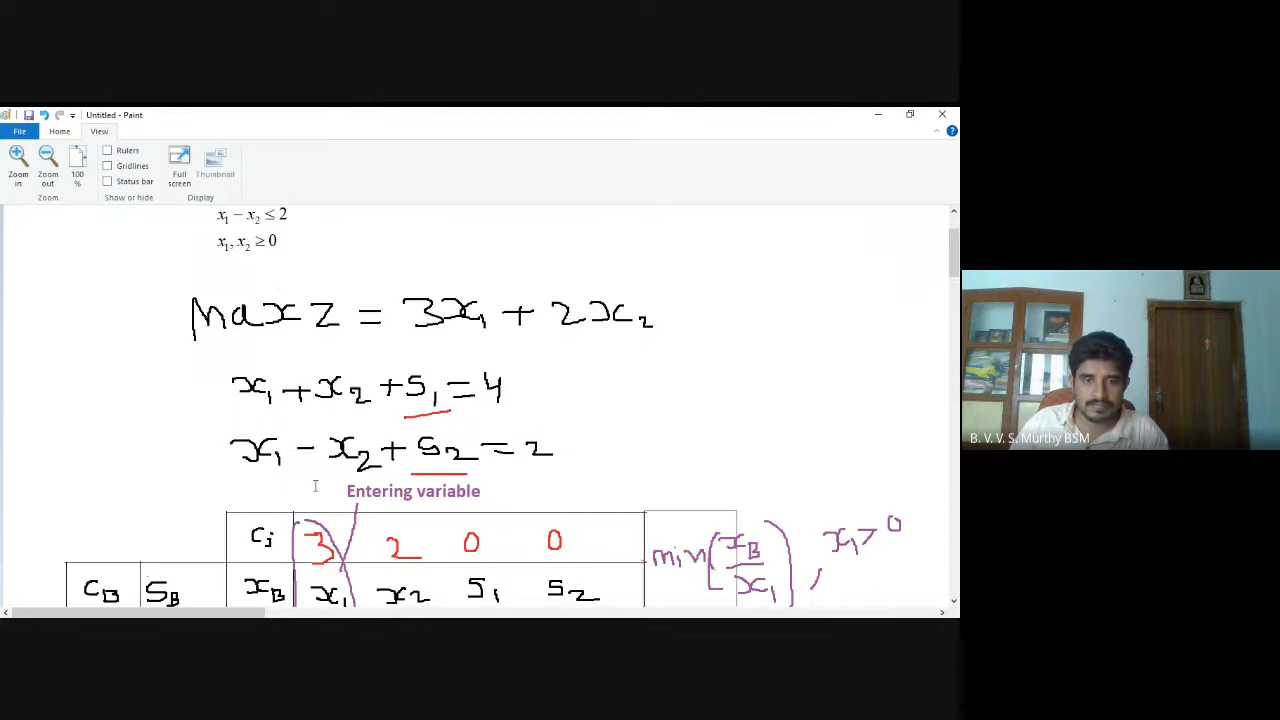 Untitled - Paint
File Home View
Rulers
Gridlines
Status bar
Zoom in
Zoom out
100 %
Full screen
Thumbnail
Zoom
Show or hide
Display
x₁ − x₂ ≤ 2
x₁, x₂ ≥ 0
Max Z = 3x₁ + 2x₂
x₁ + x₂ + S₁ = 4
x₁ − x₂ + S₂ = 2
Entering variable
Cj 3 2 0 0
CB SB XB x₁ x₂ S₁ S₂
min (XB / x₁), x₁ > 0
B. V. V. S. Murthy BSM